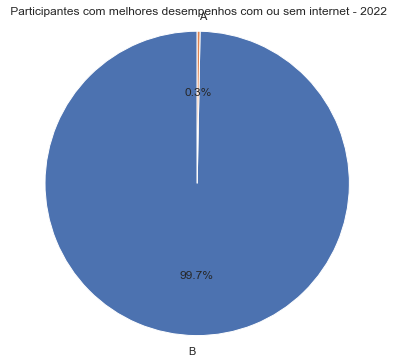 Participantes com melhores desempenhos com ou sem internet - 2022
A
0.3%
99.7%
B